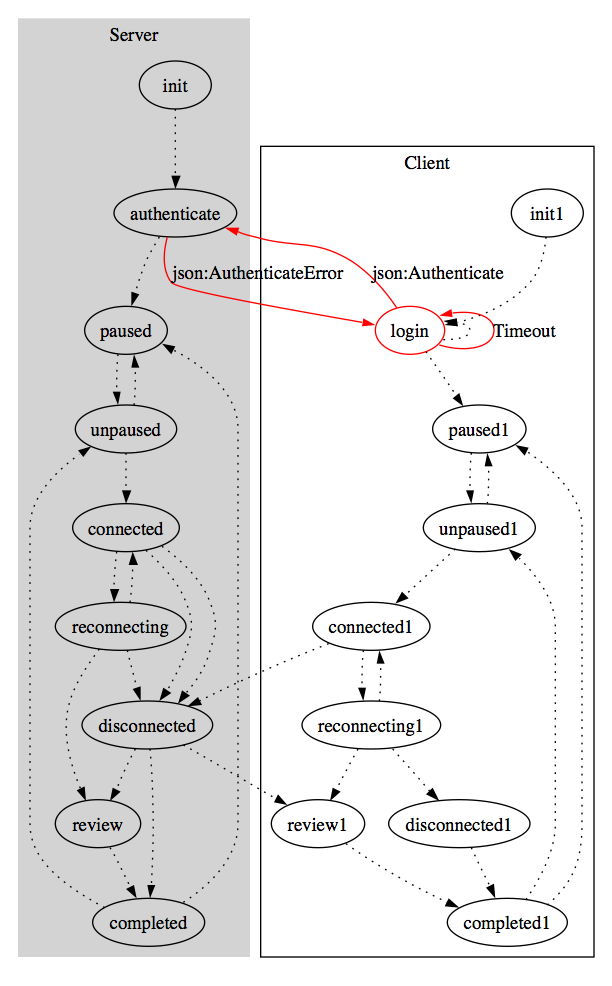 Server
init
Client
authenticate
init1
json:AuthenticateError
json:Authenticate
paused
login
Timeout
unpaused
paused1
connected
unpaused1
reconnecting
connected1
disconnected
reconnecting1
review
review1
disconnected1
completed
completed1